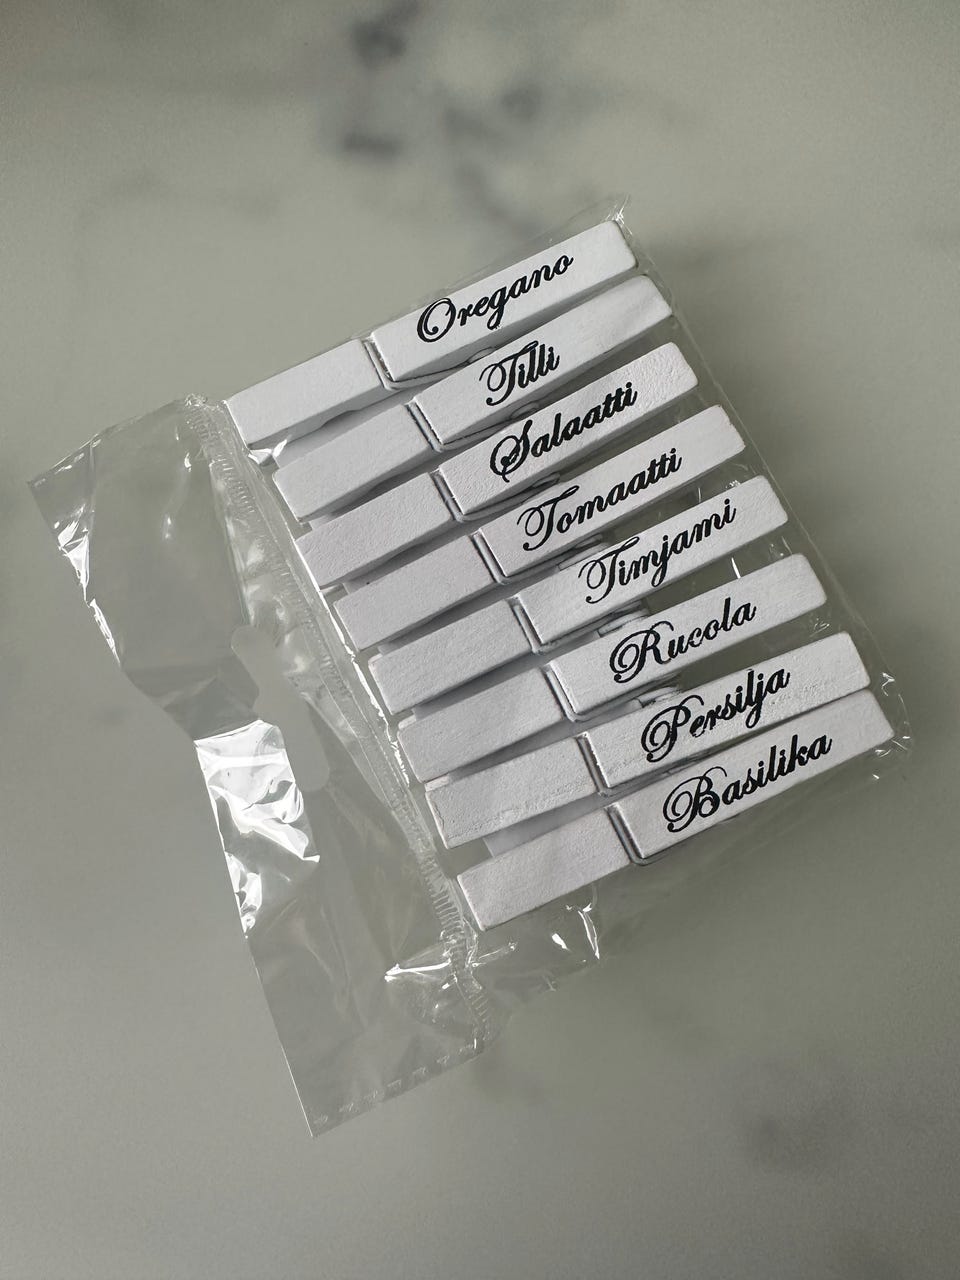 Oregano
Tilli
Salaatti
Tomaatti
Timjami
Rucola
Persilja
Basilika